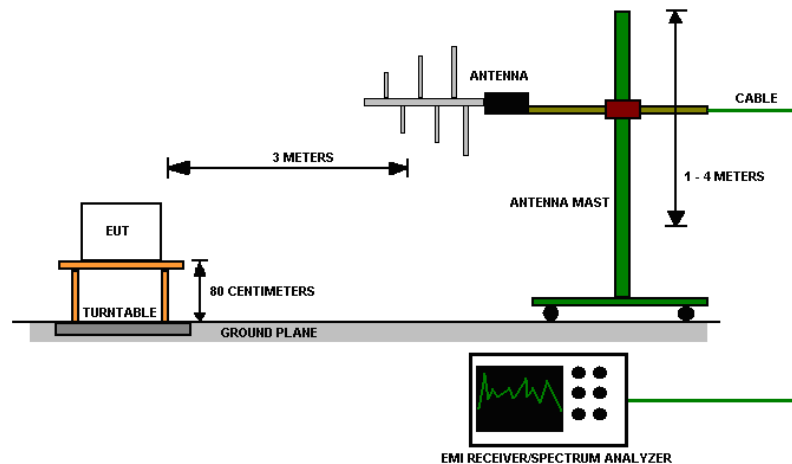 ANTENNA
CABLE
3 METERS
1 - 4 METERS
ANTENNA MAST
EUT
80 CENTIMETERS
TURNTABLE
GROUND PLANE
EMI RECEIVER/SPECTRUM ANALYZER